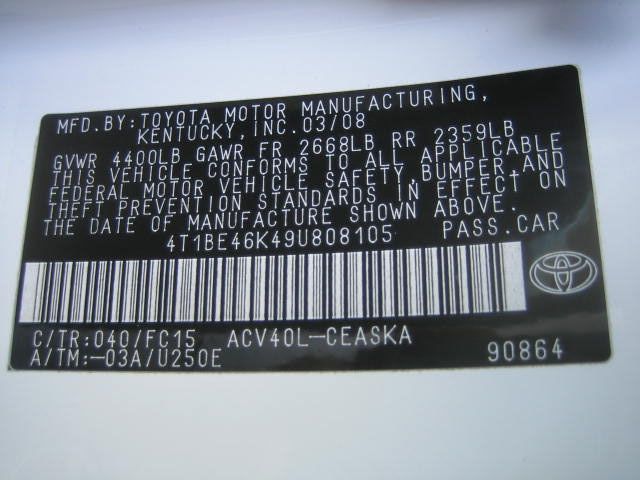 MFD.BY:TOYOTA MOTOR MANUFACTURING,
KENTUCKY,INC.03/08
GVWR 4400LB GAWR FR 2668LB RR 2359LB
THIS VEHICLE CONFORMS TO ALL APPLICABLE
FEDERAL MOTOR VEHICLE SAFETY,BUMPER,AND
THEFT PREVENTION STANDARDS IN EFFECT ON
THE DATE OF MANUFACTURE SHOWN ABOVE.
4T1BE46K49U808105 PASS.CAR
C/TR:040/FC15 ACV40L-CEASKA
A/TM:-03A/U250E 90864